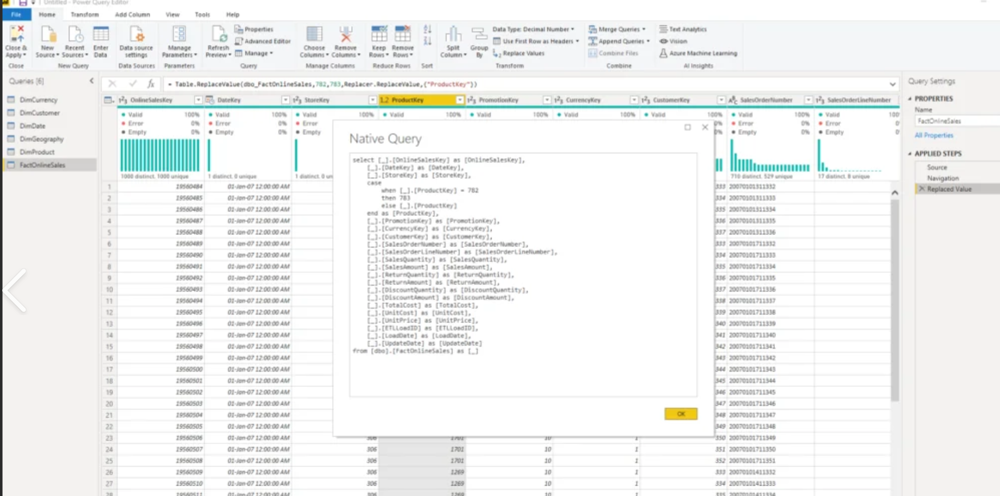 Untitled - Power Query Editor
File Home Transform Add Column View Tools Help
Close & Apply
New Source
Recent Sources
Enter Data
Data source settings
Manage Parameters
Refresh Preview
Properties
Advanced Editor
Manage
Choose Columns
Remove Columns
Keep Rows
Remove Rows
Split Column
Group By
Data Type: Decimal Number
Use First Row as Headers
Replace Values
Merge Queries
Append Queries
Combine Files
Text Analytics
Vision
Azure Machine Learning
Close New Query Data Sources Parameters Query Manage Columns Reduce Rows Sort Transform Combine AI Insights
Queries [6]
DimCurrency
DimCustomer
DimDate
DimGeography
DimProduct
FactOnlineSales
fx = Table.ReplaceValue(dbo_FactOnlineSales,782,783,Replacer.ReplaceValue,{"ProductKey"})
OnlineSalesKey DateKey StoreKey 1.2 ProductKey PromotionKey CurrencyKey CustomerKey SalesOrderNumber SalesOrderLineNumber
Valid 100% Valid 100% Valid 100% Valid 100% Valid 100% Valid 100% Valid 100% Valid 100% Valid 100
Error 0% Error 0% Error 0% Error 0% Error 0
Empty 0% Empty 0% Empty 0% Empty 0% Empty 0
1000 distinct, 1000 unique 1 distinct, 0 unique 1 distinct, 0 un 710 distinct, 529 unique 17 distinct, 8 unique
Native Query
select [_].[OnlineSalesKey] as [OnlineSalesKey],
[_].[DateKey] as [DateKey],
[_].[StoreKey] as [StoreKey],
case
when [_].[ProductKey] = 782
then 783
else [_].[ProductKey]
end as [ProductKey],
[_].[PromotionKey] as [PromotionKey],
[_].[CurrencyKey] as [CurrencyKey],
[_].[CustomerKey] as [CustomerKey],
[_].[SalesOrderNumber] as [SalesOrderNumber],
[_].[SalesOrderLineNumber] as [SalesOrderLineNumber],
[_].[SalesQuantity] as [SalesQuantity],
[_].[SalesAmount] as [SalesAmount],
[_].[ReturnQuantity] as [ReturnQuantity],
[_].[ReturnAmount] as [ReturnAmount],
[_].[DiscountQuantity] as [DiscountQuantity],
[_].[DiscountAmount] as [DiscountAmount],
[_].[TotalCost] as [TotalCost],
[_].[UnitCost] as [UnitCost],
[_].[UnitPrice] as [UnitPrice],
[_].[ETLLoadID] as [ETLLoadID],
[_].[LoadDate] as [LoadDate],
[_].[UpdateDate] as [UpdateDate]
from [dbo].[FactOnlineSales] as [_]
OK
1 19560484 01-Jan-07 12:00:00 AM 333 20070101311332
2 19560485 01-Jan-07 12:00:00 AM 334 20070101311333
3 19560486 01-Jan-07 12:00:00 AM 335 20070101311334
4 19560487 01-Jan-07 12:00:00 AM 336 20070101311335
5 19560488 01-Jan-07 12:00:00 AM 337 20070101311336
6 19560489 01-Jan-07 12:00:00 AM 333 20070101711332
7 19560490 01-Jan-07 12:00:00 AM 334 20070101711333
8 19560491 01-Jan-07 12:00:00 AM 335 20070101711334
9 19560492 01-Jan-07 12:00:00 AM 336 20070101711335
10 19560493 01-Jan-07 12:00:00 AM 337 20070101711336
11 19560494 01-Jan-07 12:00:00 AM 338 20070101711337
12 19560495 01-Jan-07 12:00:00 AM 339 20070101711338
13 19560496 01-Jan-07 12:00:00 AM 340 20070101711339
14 19560497 01-Jan-07 12:00:00 AM 341 20070101711340
15 19560498 01-Jan-07 12:00:00 AM 342 20070101711341
16 19560499 01-Jan-07 12:00:00 AM 343 20070101711342
17 19560500 01-Jan-07 12:00:00 AM 344 20070101711343
18 19560501 01-Jan-07 12:00:00 AM 345 20070101711344
19 19560502 01-Jan-07 12:00:00 AM 346 20070101711345
20 19560503 01-Jan-07 12:00:00 AM 347 20070101711346
21 19560504 01-Jan-07 12:00:00 AM 348 20070101711347
22 19560505 01-Jan-07 12:00:00 AM 349 20070101711348
23 19560506 01-Jan-07 12:00:00 AM 306 1701 10 1 350 20070101711349
24 19560507 01-Jan-07 12:00:00 AM 306 1701 10 1 351 20070101711350
25 19560508 01-Jan-07 12:00:00 AM 306 1701 10 1 352 20070101711351
26 19560509 01-Jan-07 12:00:00 AM 306 1269 10 1 333 20070101411332
27 19560510 01-Jan-07 12:00:00 AM 306 1269 10 1 334 20070101411333
28 19560511 01-Jan-07 12:00:00 AM 306 1269 10 1 335 20070101411334
Query Settings
PROPERTIES
Name
FactOnlineSales
All Properties
APPLIED STEPS
Source
Navigation
Replaced Value